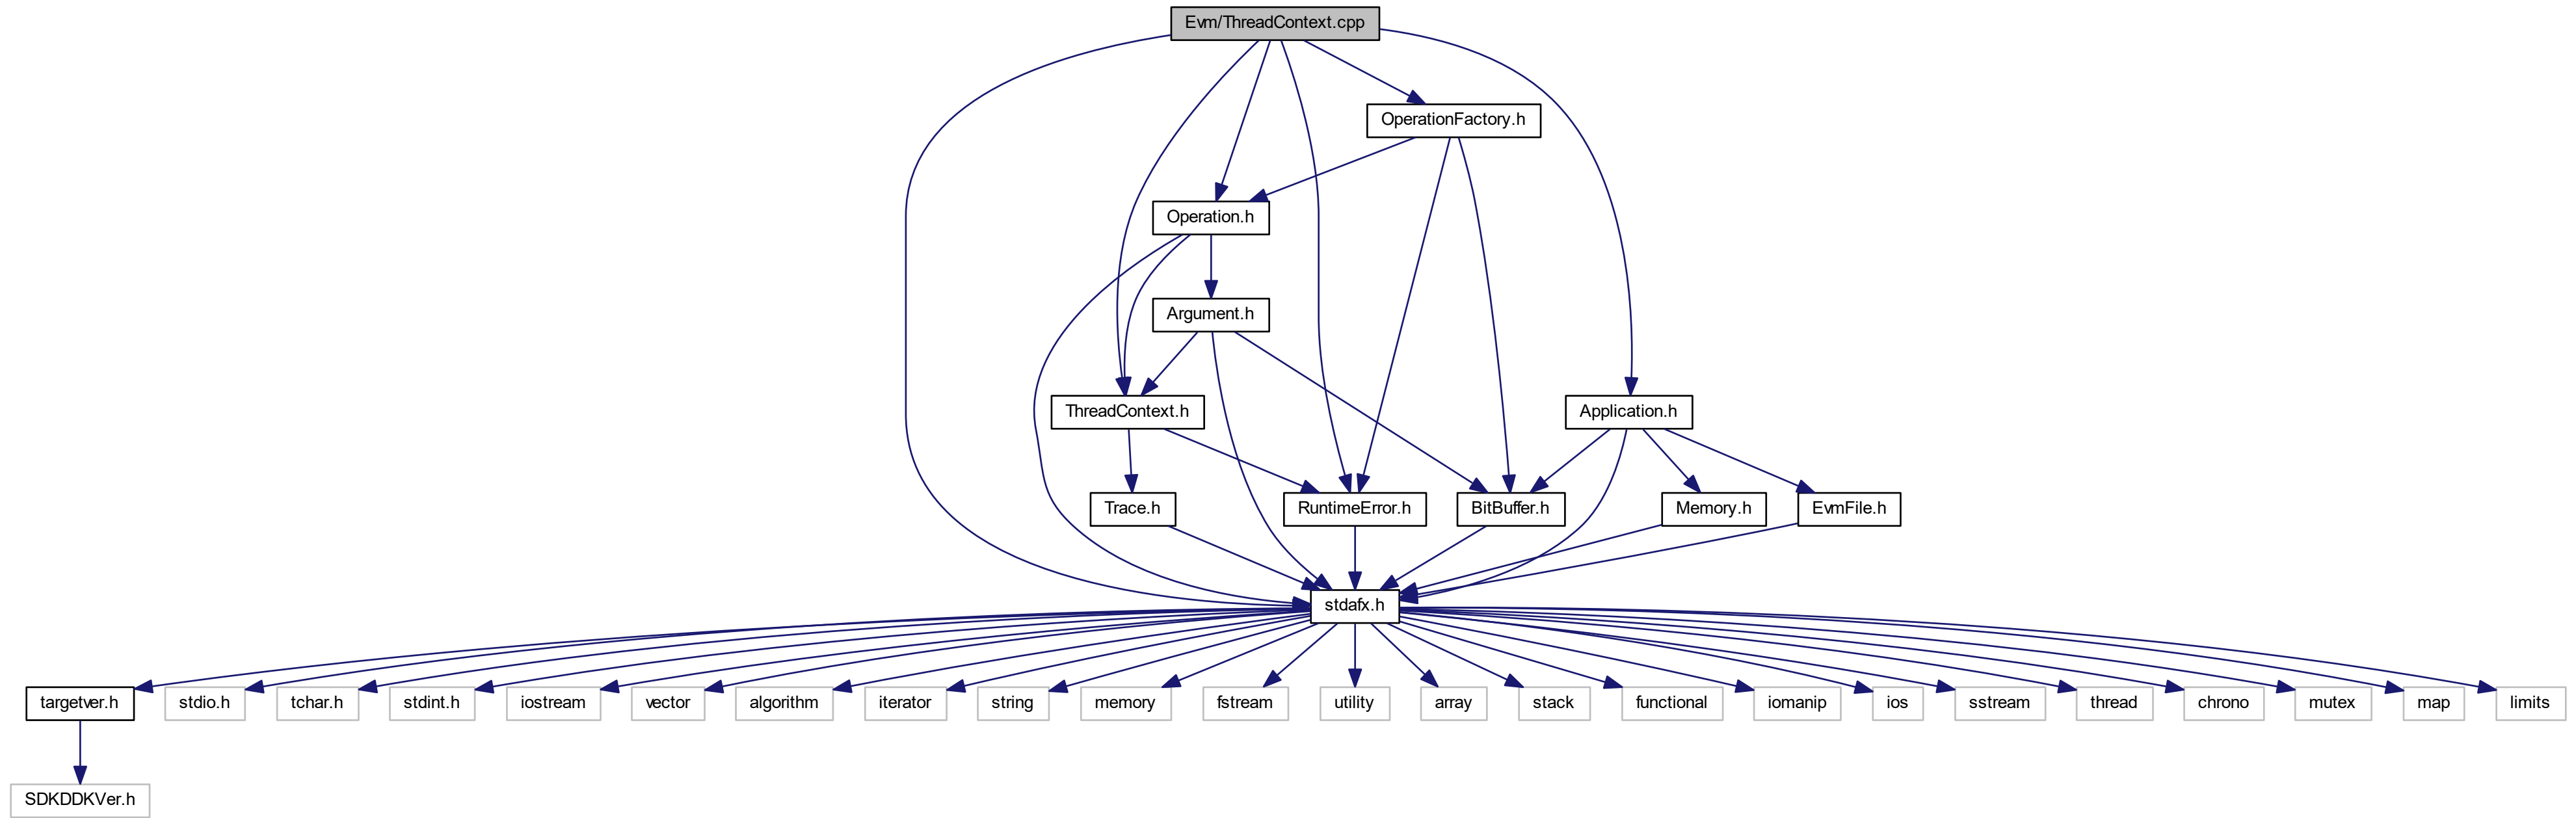 Evm/ThreadContext.cpp
OperationFactory.h
Operation.h
Argument.h
ThreadContext.h
Application.h
Trace.h
RuntimeError.h
BitBuffer.h
Memory.h
EvmFile.h
stdafx.h
targetver.h
stdio.h
tchar.h
stdint.h
iostream
vector
algorithm
iterator
string
memory
fstream
utility
array
stack
functional
iomanip
ios
sstream
thread
chrono
mutex
map
limits
SDKDDKVer.h